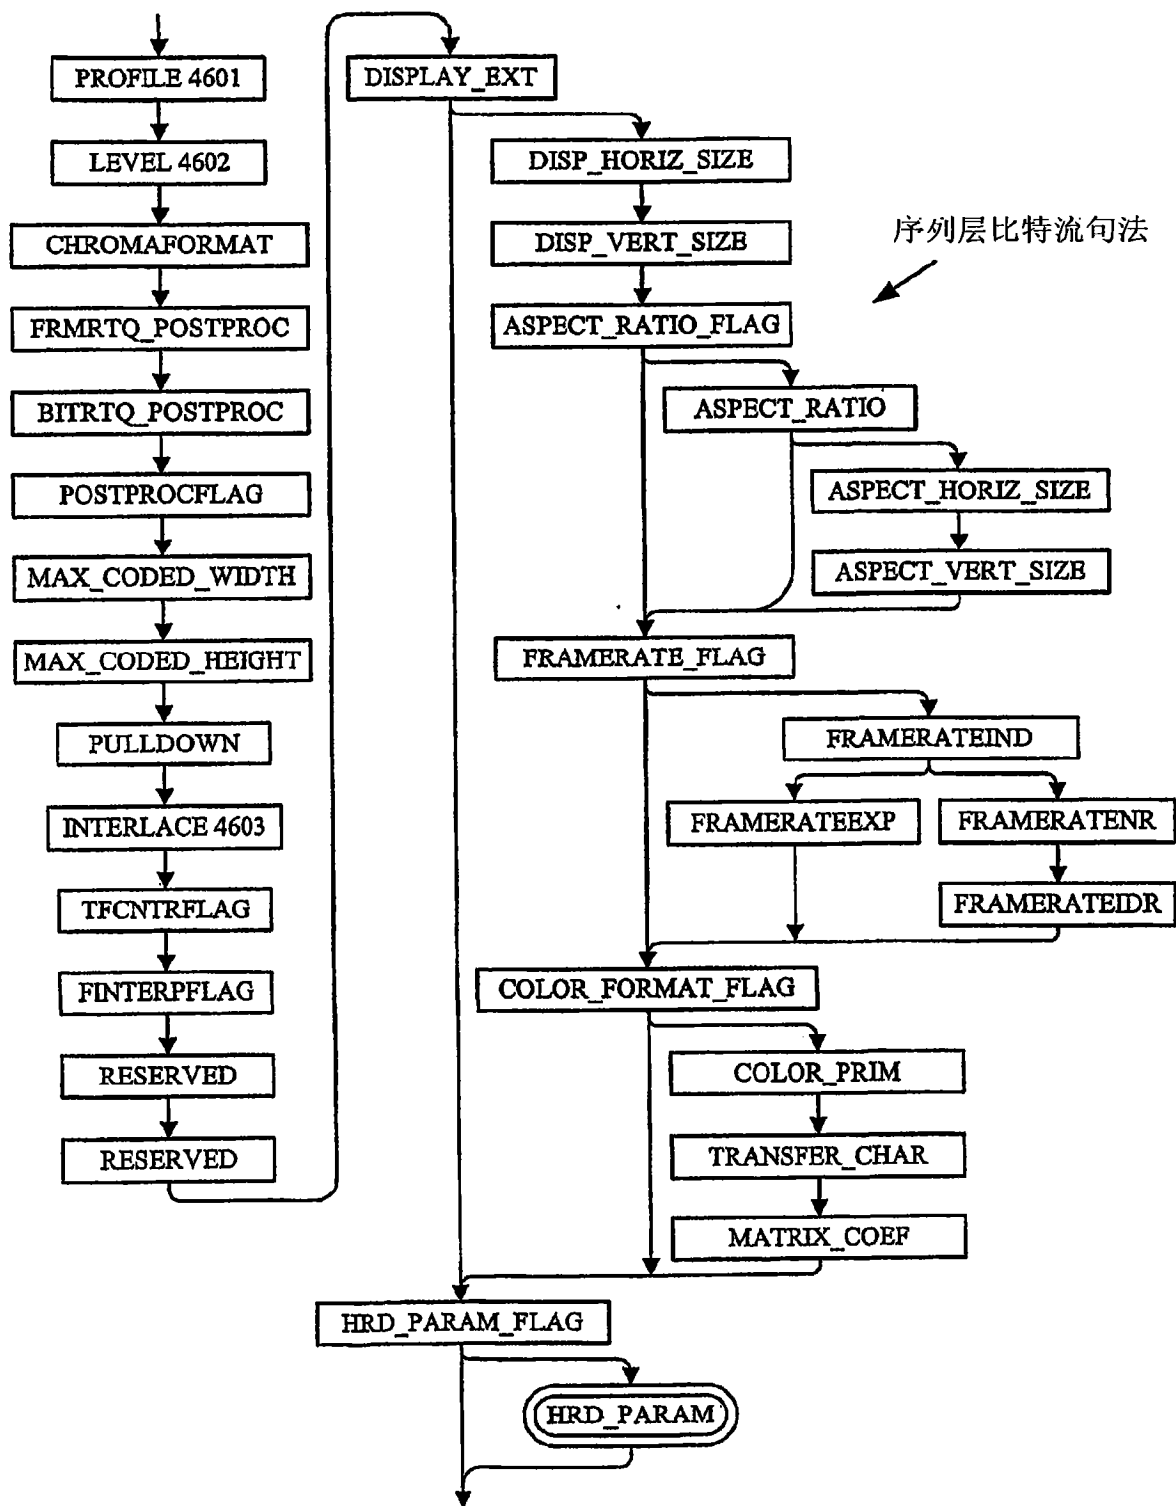 PROFILE 4601
LEVEL 4602
CHROMAFORMAT
FRMRTQ_POSTPROC
BITRTQ_POSTPROC
POSTPROCFLAG
MAX_CODED_WIDTH
MAX_CODED_HEIGHT
PULLDOWN
INTERLACE 4603
TFCNTRFLAG
FINTERPFLAG
RESERVED
RESERVED
DISPLAY_EXT
DISP_HORIZ_SIZE
DISP_VERT_SIZE
序列层比特流句法
ASPECT_RATIO_FLAG
ASPECT_RATIO
ASPECT_HORIZ_SIZE
ASPECT_VERT_SIZE
FRAMERATE_FLAG
FRAMERATEIND
FRAMERATEEXP
FRAMERATENR
FRAMERATEIDR
COLOR_FORMAT_FLAG
COLOR_PRIM
TRANSFER_CHAR
MATRIX_COEF
HRD_PARAM_FLAG
HRD_PARAM